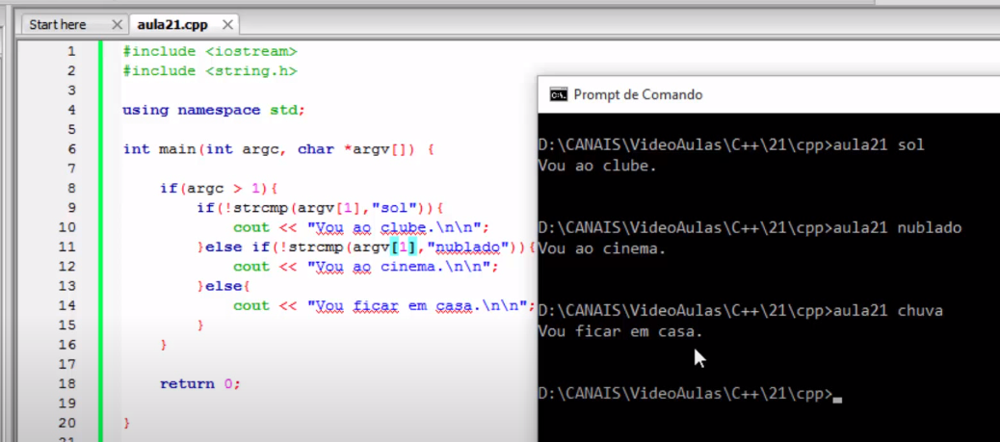 Start here
aula21.cpp
1 #include <iostream>
2 #include <string.h>
3
4 using namespace std;
5
6 int main(int argc, char *argv[]) {
7
8 if(argc > 1){
9 if(!strcmp(argv[1],"sol")){
10 cout << "Vou ao clube.\n\n";
11 }else if(!strcmp(argv[1],"nublado")){
12 cout << "Vou ao cinema.\n\n";
13 }else{
14 cout << "Vou ficar em casa.\n\n";
15 }
16 }
17
18 return 0;
19
20 }
21
Prompt de Comando
D:\CANAIS\VideoAulas\C++\21\cpp>aula21 sol
Vou ao clube.
D:\CANAIS\VideoAulas\C++\21\cpp>aula21 nublado
Vou ao cinema.
D:\CANAIS\VideoAulas\C++\21\cpp>aula21 chuva
Vou ficar em casa.
D:\CANAIS\VideoAulas\C++\21\cpp>